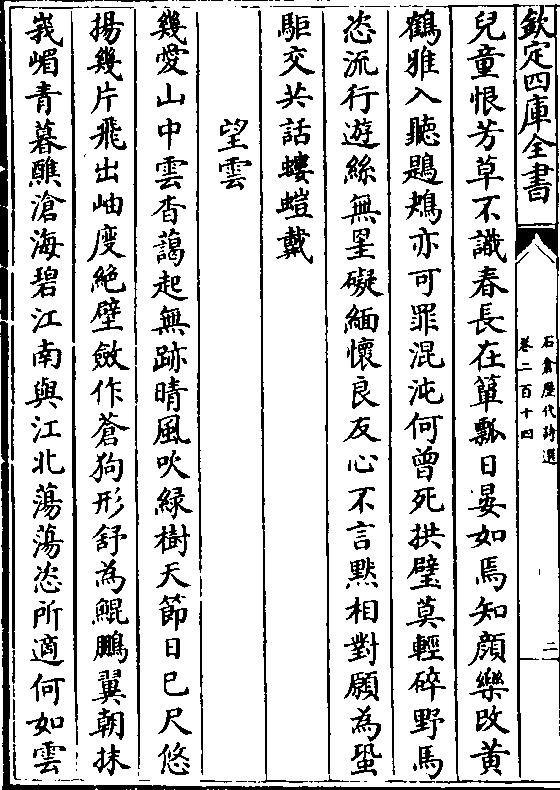 欽定四庫全書
石倉歷代詩選
卷二百十四
二
兒童恨芳草不識春長在簞瓢日晏如焉知顔樂改黄
鶴雅入聽鶗鴂亦可罪混沌何曾死拱璧莫輕碎野馬
恣流行遊絲無罣礙緬懷良友心不言黙相對願為蛩
駏交共話螻螘戴
望雲
幾愛山中雲杳藹起無跡晴風吹緑樹天節日已尺悠
揚幾片飛出岫度絶壁斂作蒼狗形舒為鯤鵬翼朝抹
峩嵋青暮醮滄海碧江南與江北蕩蕩恣所適何如雲